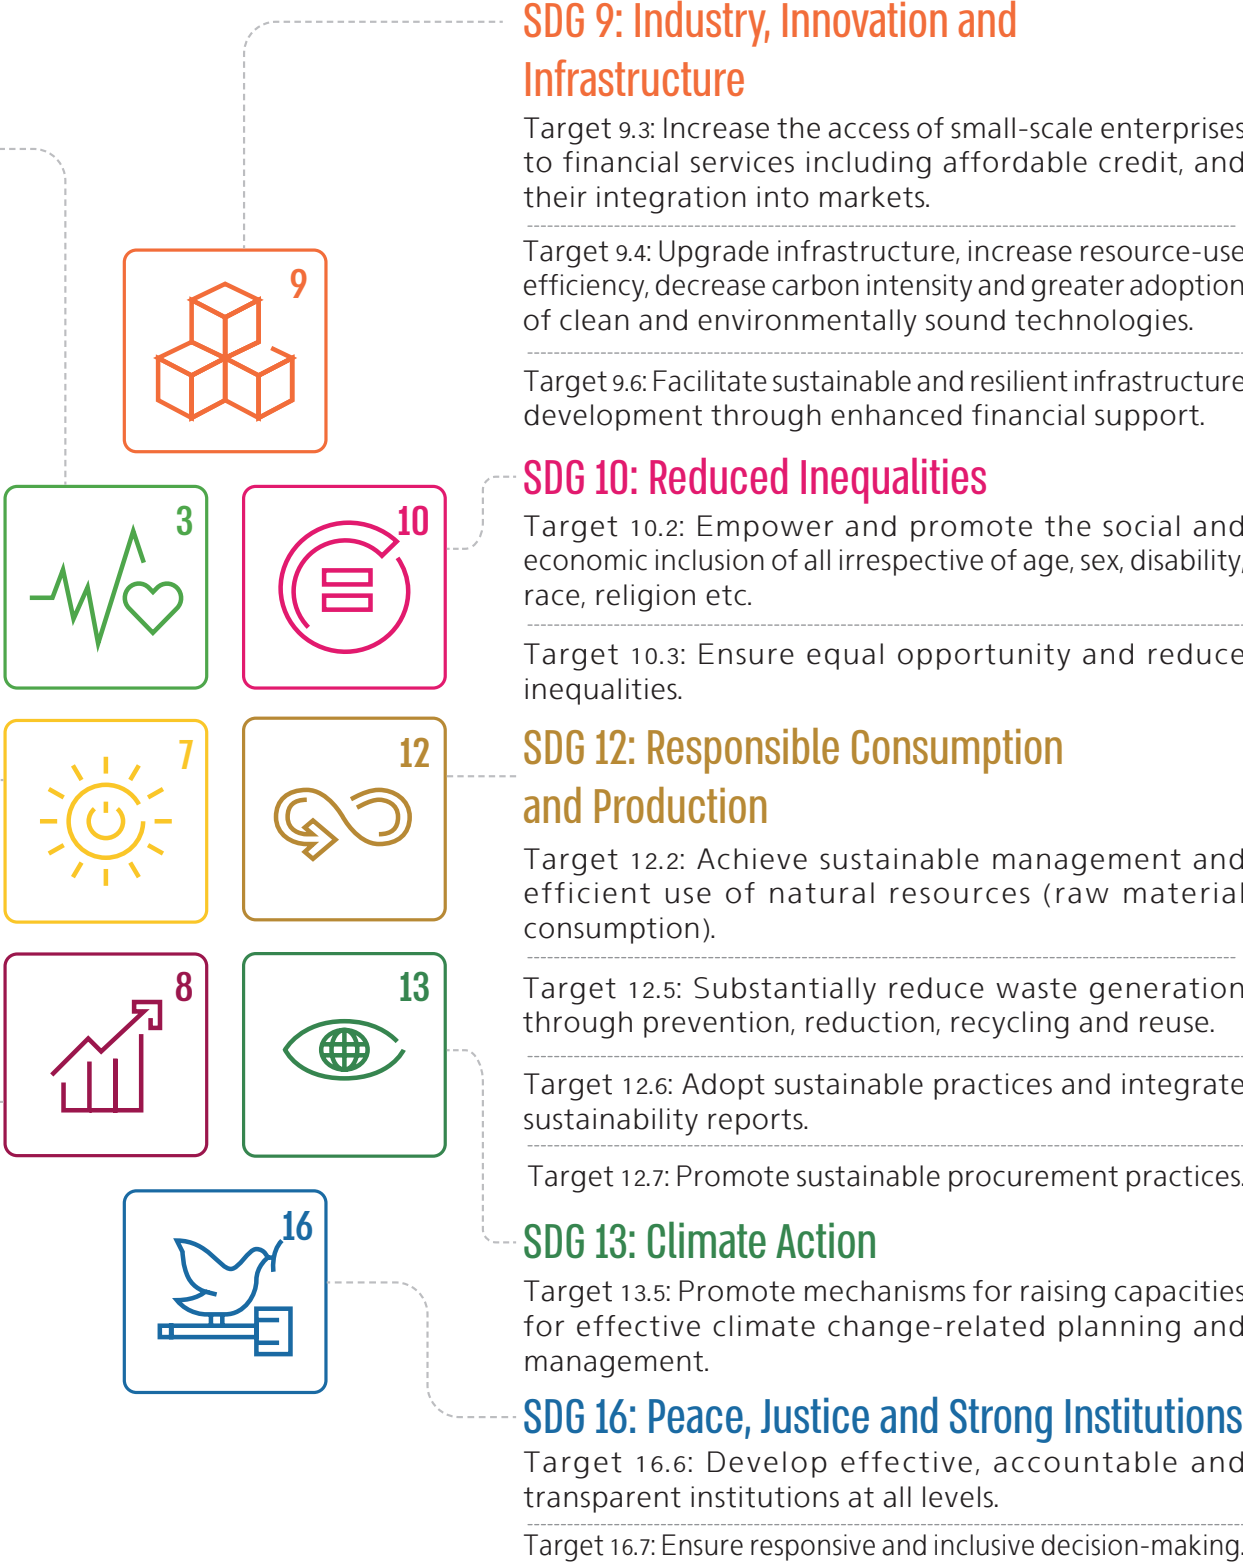 SDG 9: Industry, Innovation and
Infrastructure
Target 9.3: Increase the access of small-scale enterprises
to financial services including affordable credit, and
their integration into markets.
Target 9.4: Upgrade infrastructure, increase resource-use
efficiency, decrease carbon intensity and greater adoption
of clean and environmentally sound technologies.
Target 9.6: Facilitate sustainable and resilient infrastructure
development through enhanced financial support.
SDG 10: Reduced Inequalities
Target 10.2: Empower and promote the social and
economic inclusion of all irrespective of age, sex, disability,
race, religion etc.
Target 10.3: Ensure equal opportunity and reduce
inequalities.
SDG 12: Responsible Consumption
and Production
Target 12.2: Achieve sustainable management and
efficient use of natural resources (raw material
consumption).
Target 12.5: Substantially reduce waste generation
through prevention, reduction, recycling and reuse.
Target 12.6: Adopt sustainable practices and integrate
sustainability reports.
Target 12.7: Promote sustainable procurement practices.
SDG 13: Climate Action
Target 13.5: Promote mechanisms for raising capacities
for effective climate change-related planning and
management.
SDG 16: Peace, Justice and Strong Institutions
Target 16.6: Develop effective, accountable and
transparent institutions at all levels.
Target 16.7: Ensure responsive and inclusive decision-making.
9
3
10
7
12
8
13
16